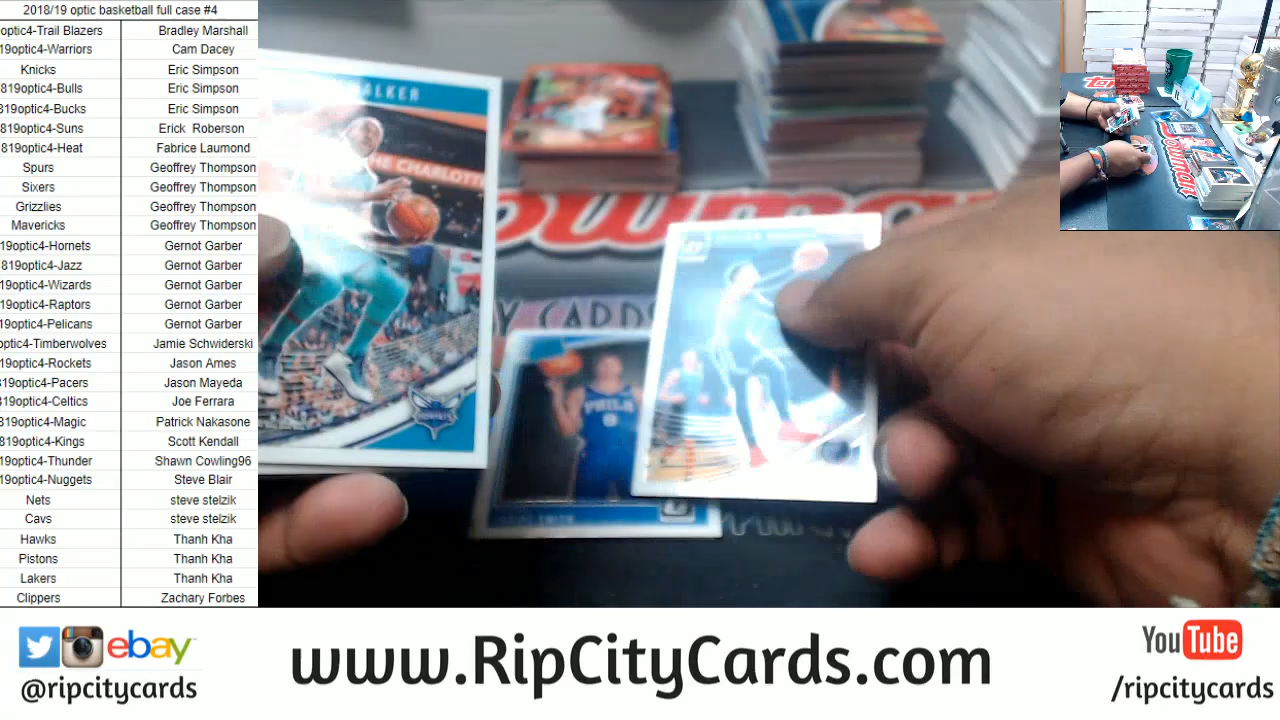 2018/19 optic basketball full case #4
optic4-Trail Blazers Bradley Marshall
19optic4-Warriors Cam Dacey
Knicks Eric Simpson
819optic4-Bulls Eric Simpson
819optic4-Bucks Eric Simpson
819optic4-Suns Erick Roberson
819optic4-Heat Fabrice Laumond
Spurs Geoffrey Thompson
Sixers Geoffrey Thompson
Grizzlies Geoffrey Thompson
Mavericks Geoffrey Thompson
19optic4-Hornets Gernot Garber
819optic4-Jazz Gernot Garber
19optic4-Wizards Gernot Garber
19optic4-Raptors Gernot Garber
19optic4-Pelicans Gernot Garber
optic4-Timberwolves Jamie Schwiderski
19optic4-Rockets Jason Ames
819optic4-Pacers Jason Mayeda
819optic4-Celtics Joe Ferrara
819optic4-Magic Patrick Nakasone
819optic4-Kings Scott Kendall
19optic4-Thunder Shawn Cowling96
19optic4-Nuggets Steve Blair
Nets steve stelzik
Cavs steve stelzik
Hawks Thanh Kha
Pistons Thanh Kha
Lakers Thanh Kha
Clippers Zachary Forbes
ALKER
HE CHARLOTTE
Y CARDS
PHILA
8
ebay
@ripcitycards
www.RipCityCards.com
YouTube
/ripcitycards